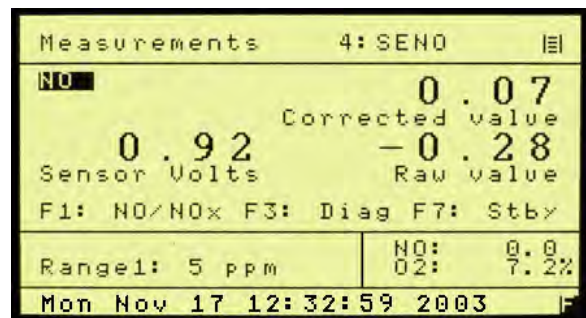 Measurements 4:SENO
NO
0.07
Corrected value
0.92 -0.28
Sensor Volts Raw value
F1: NO/NOx F3: Diag F7: Stby
Range1: 5 ppm
NO: 0.0
O2: 7.2%
Mon Nov 17 12:32:59 2003